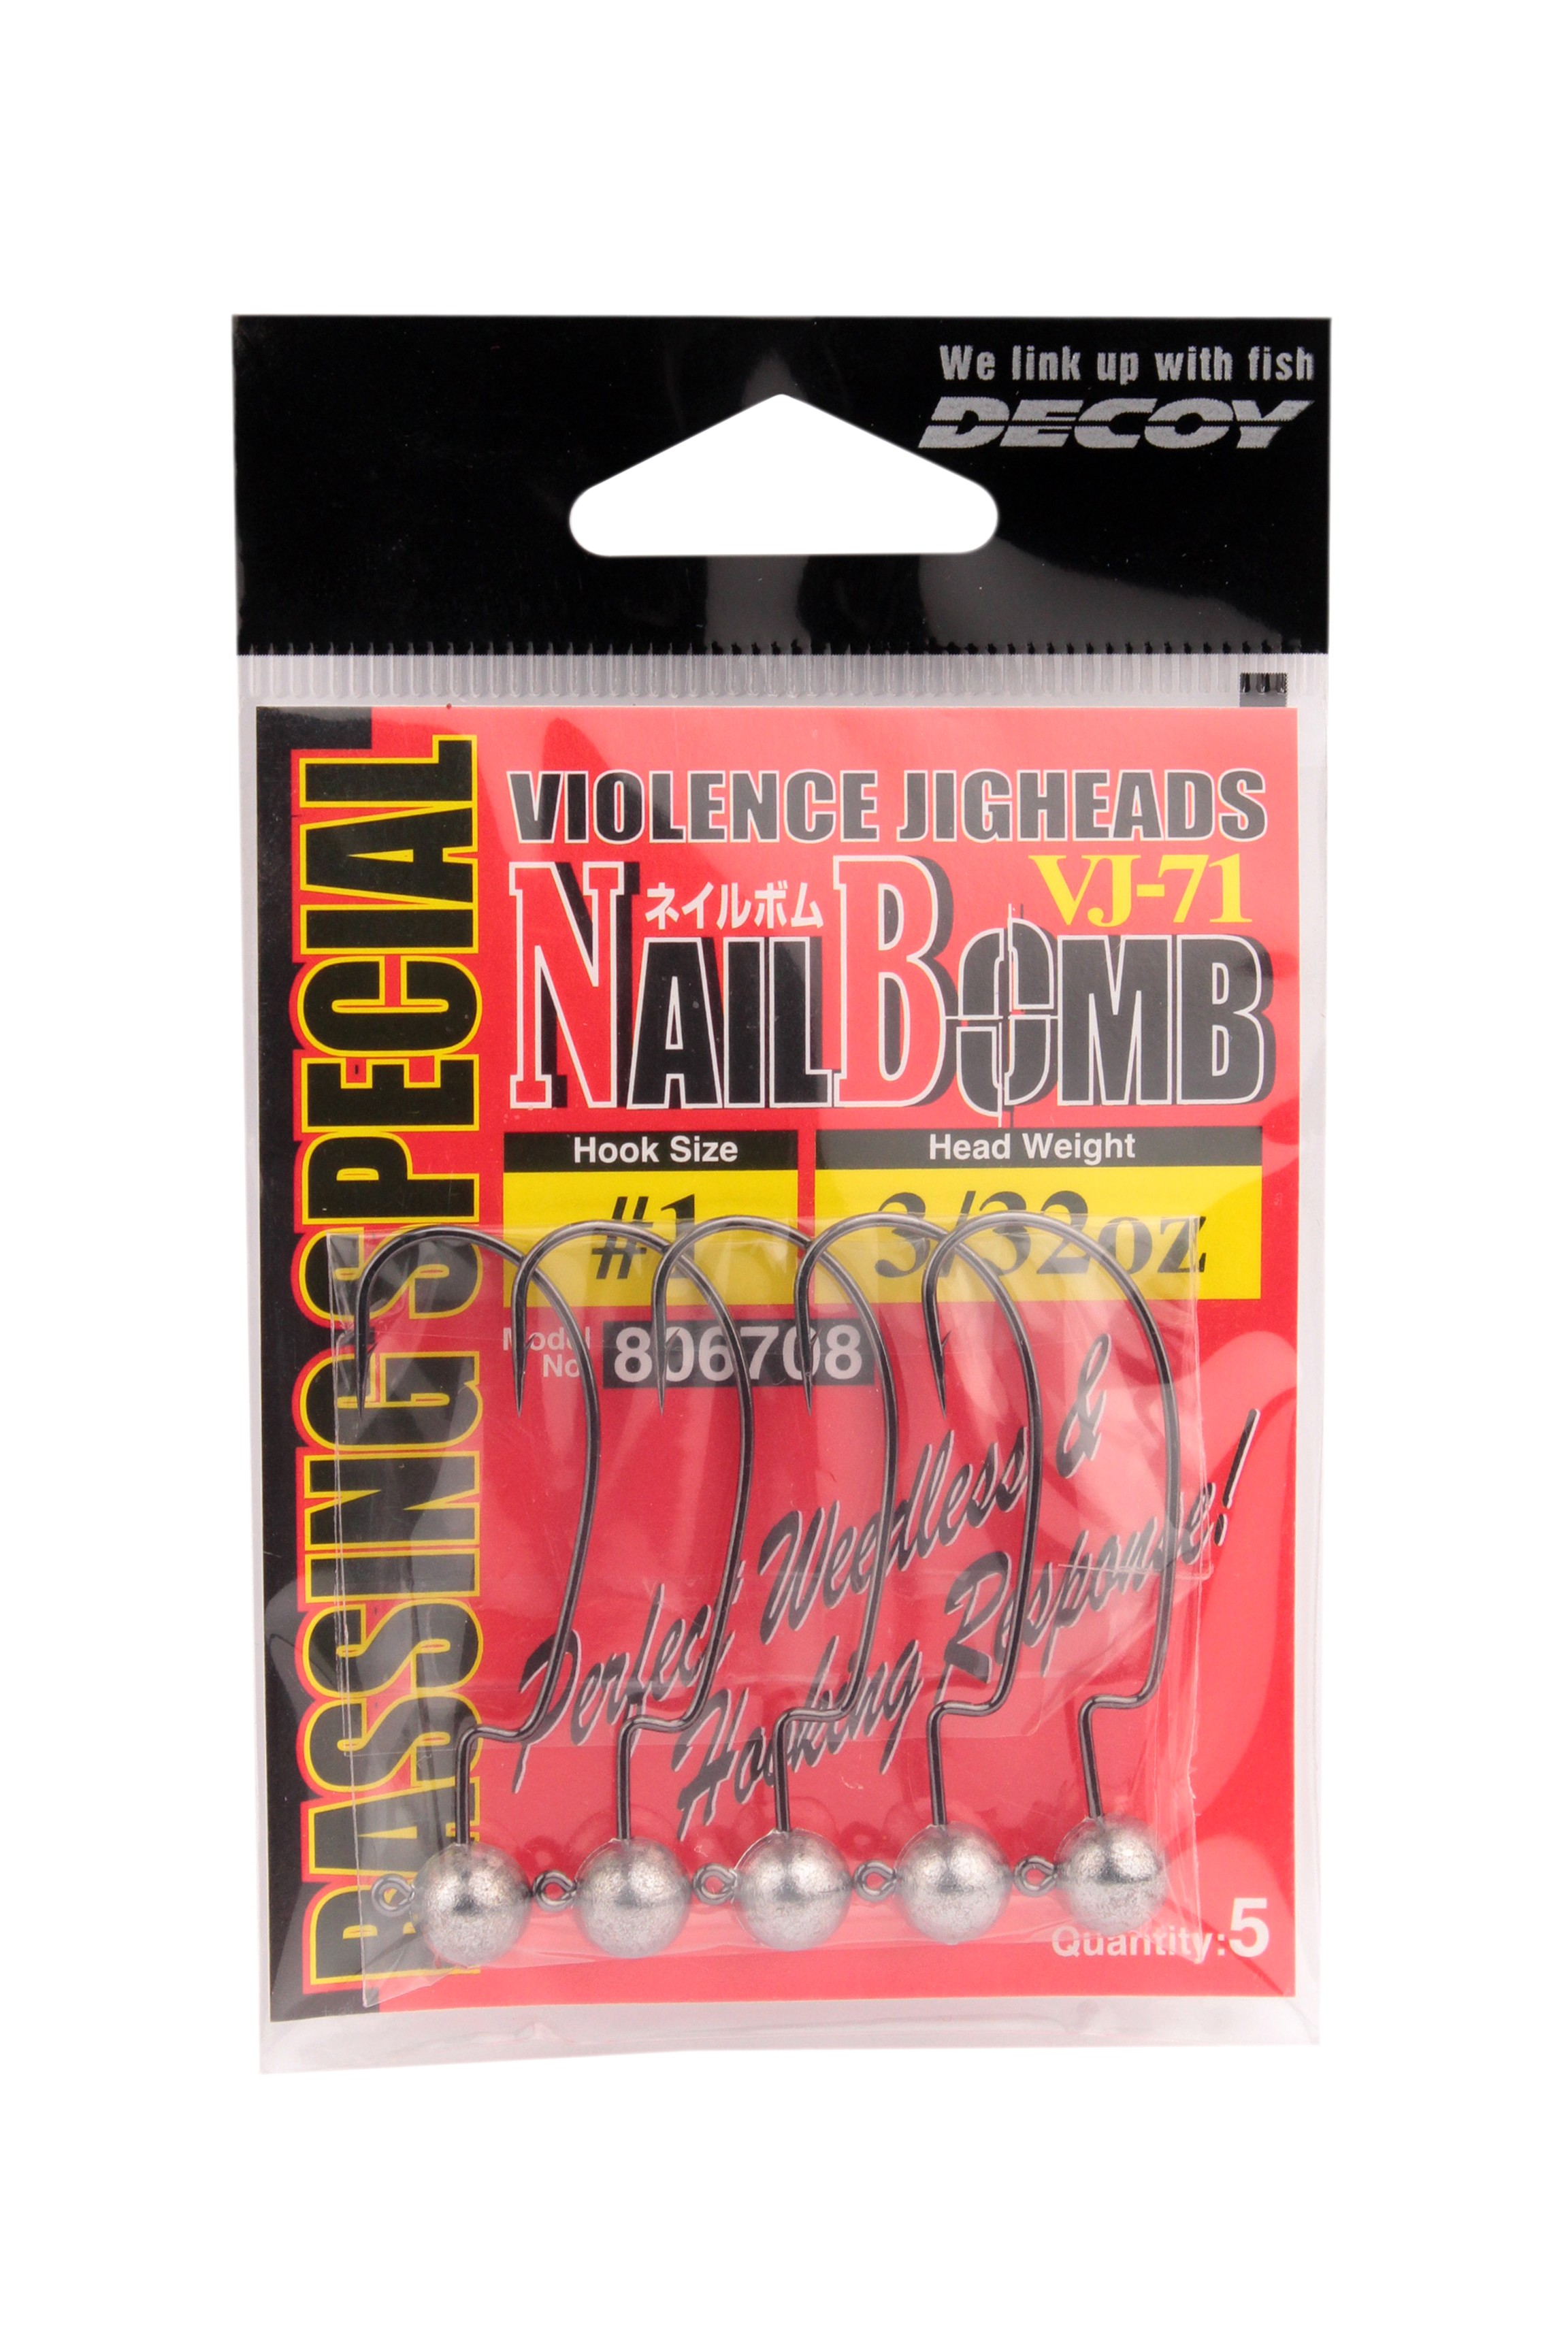 We link up with fish
DECOY
BASSING SPECIAL
VIOLENCE JIGHEADS
VJ-71
ネイルボム
NAIL BOMB
Hook Size
#1
Head Weight
3/32oz
Model No. 806708
Perfect Weedless &
Hooking Response!
Quantity:5